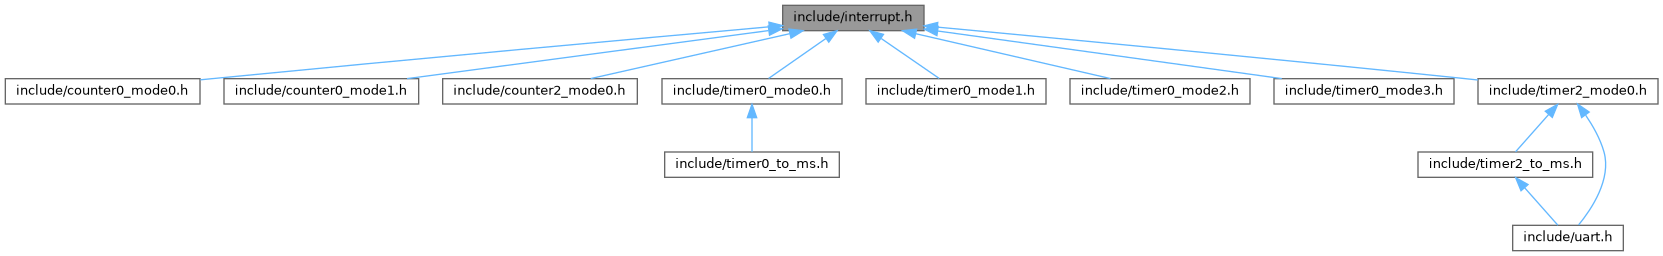 include/interrupt.h
include/counter0_mode0.h
include/counter0_mode1.h
include/counter2_mode0.h
include/timer0_mode0.h
include/timer0_mode1.h
include/timer0_mode2.h
include/timer0_mode3.h
include/timer2_mode0.h
include/timer0_to_ms.h
include/timer2_to_ms.h
include/uart.h